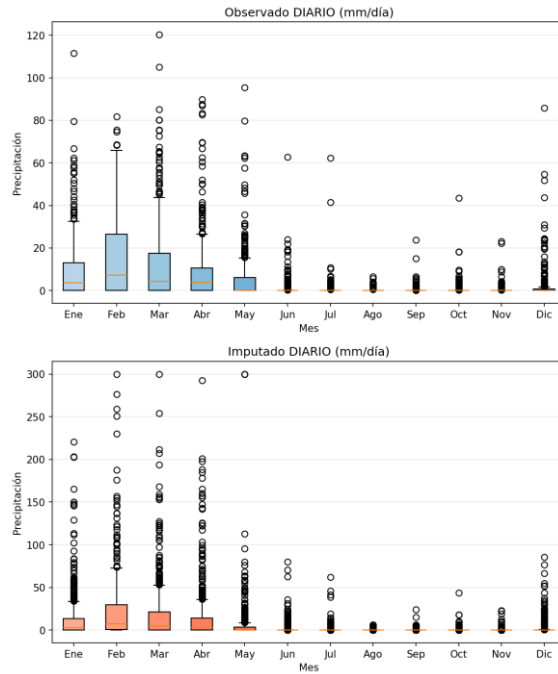 Observado DIARIO (mm/día)
120
100
80
60
40
20
0
Precipitación
Ene Feb Mar Abr May Jun Jul Ago Sep Oct Nov Dic
Mes
Imputado DIARIO (mm/día)
300
250
200
150
100
50
0
Precipitación
Ene Feb Mar Abr May Jun Jul Ago Sep Oct Nov Dic
Mes